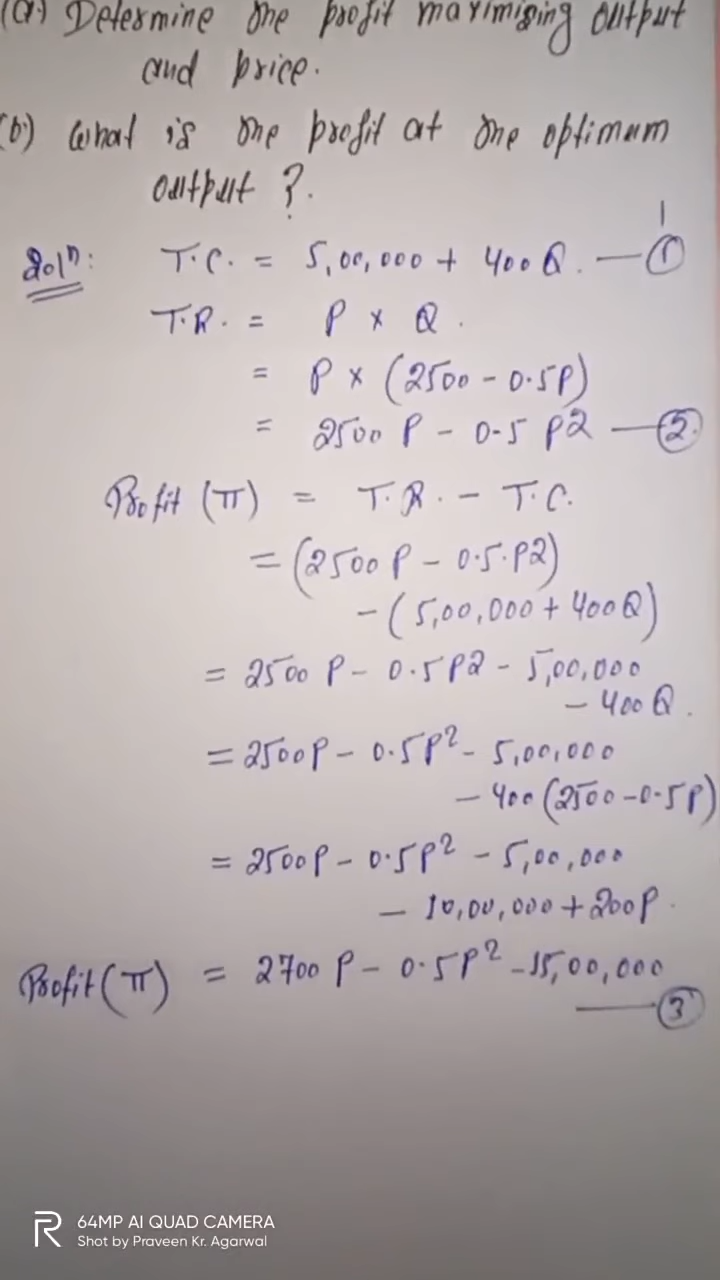 (a) Determine the profit maximising output
and price.
(b) What is the profit at the optimum
output ?.
Solⁿ: T.C. = 5,00,000 + 400Q. — ①
T.R. = P x Q.
= P x (2500 - 0.5P)
= 2500 P - 0.5 P2 — ②
Profit (π) = T.R. - T.C.
= (2500 P - 0.5.P2)
- (5,00,000 + 400Q)
= 2500 P - 0.5P2 - 5,00,000
- 400Q.
= 2500P - 0.5P² - 5,00,000
- 400 (2500 - 0.5P)
= 2500P - 0.5P² - 5,00,000
- 10,00,000 + 200P.
Profit (π) = 2700 P - 0.5P² - 15,00,000
— ③
64MP AI QUAD CAMERA
Shot by Praveen Kr. Agarwal